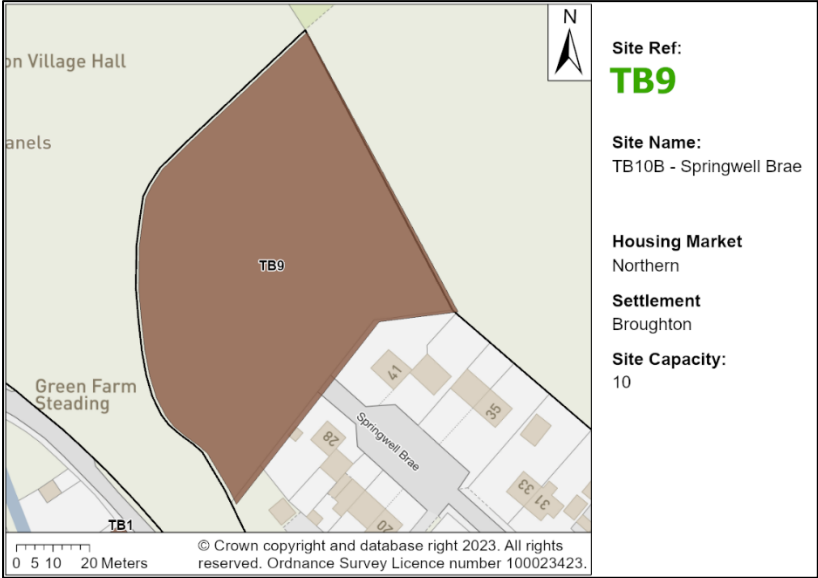 N
on Village Hall
anels
TB9
Green Farm
Steading
41
35
Springwell Brae
28
33
31
20
TB1
0 5 10 20 Meters
© Crown copyright and database right 2023. All rights
reserved. Ordnance Survey Licence number 100023423.
Site Ref:
TB9
Site Name:
TB10B - Springwell Brae
Housing Market
Northern
Settlement
Broughton
Site Capacity:
10